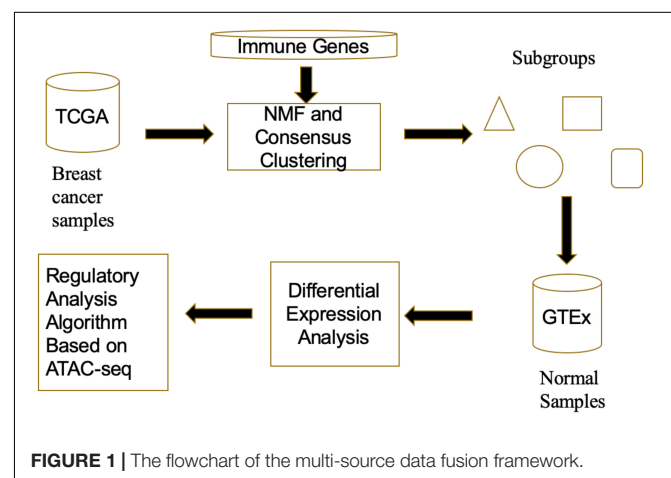 Immune Genes
Subgroups
TCGA
NMF and
Consensus
Clustering
Breast
cancer
samples
Regulatory
Analysis
Algorithm
Based on
ATAC-seq
Differential
Expression
Analysis
GTEx
Normal
Samples
FIGURE 1 | The flowchart of the multi-source data fusion framework.